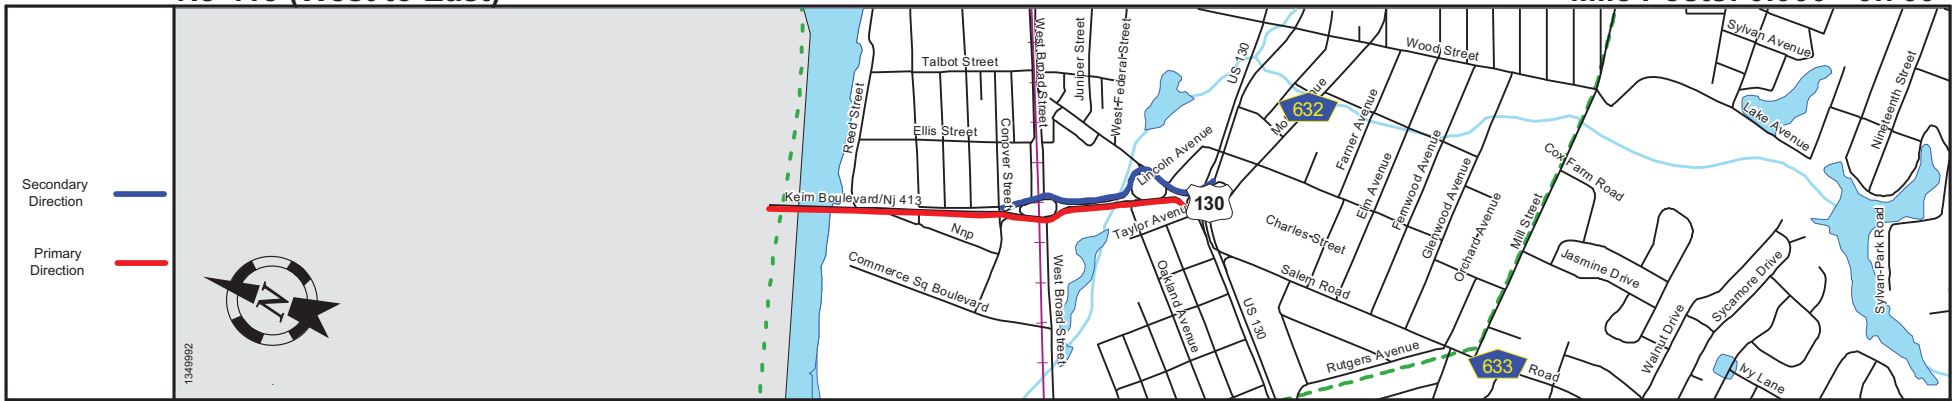 Secondary
Direction
Primary
Direction
1349992
N
Keim Boulevard/Nj 413
Reed Street
Talbot Street
Ellis Street
Conover Street
West Broad Street
Juniper Street
West Federal Street
US 130
Lincoln Avenue
Taylor Avenu
130
632
Wood Street
Farner Avenue
Elm Avenue
Fernwood Avenue
Glenwood Avenue
Orchard Avenue
Mill Street
Cox Farm Road
Charles Street
Salem Road
Nnp
Commerce Sq Boulevard
West Broad Street
Oakland Avenue
US 130
Rutgers Avenue
633
Road
Jasmine Drive
Walnut Drive
Sycamore Drive
Ivy Lane
Sylvan Avenue
Lake Avenue
Nineteenth Street
Sylvan Park Road